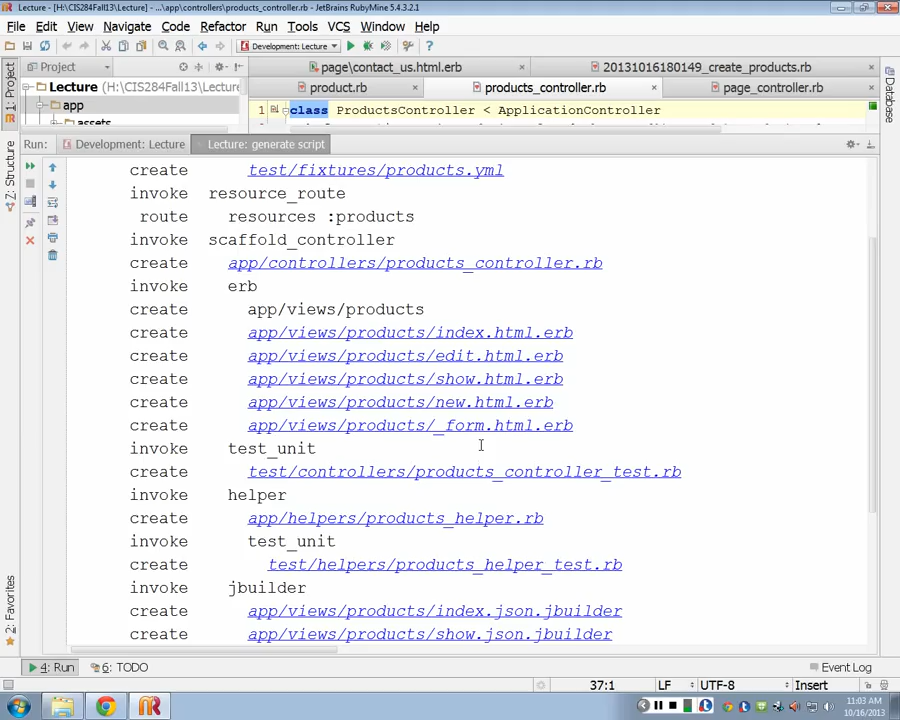 Lecture - [H:\CIS284Fall13\Lecture] - ...\app\controllers\products_controller.rb - JetBrains RubyMine 5.4.3.2.1
File Edit View Navigate Code Refactor Run Tools VCS Window Help
Development: Lecture
1: Project
Project
page\contact_us.html.erb
20131016180149_create_products.rb
Lecture (H:\CIS284Fall13\Lecture
product.rb
products_controller.rb
page_controller.rb
app
1 class ProductsController < ApplicationController
assets
Database
Run: Development: Lecture Lecture: generate script
Z: Structure
create test/fixtures/products.yml
invoke resource_route
route resources :products
invoke scaffold_controller
create app/controllers/products_controller.rb
invoke erb
create app/views/products
create app/views/products/index.html.erb
create app/views/products/edit.html.erb
create app/views/products/show.html.erb
create app/views/products/new.html.erb
create app/views/products/_form.html.erb
invoke test_unit
create test/controllers/products_controller_test.rb
invoke helper
create app/helpers/products_helper.rb
invoke test_unit
create test/helpers/products_helper_test.rb
invoke jbuilder
create app/views/products/index.json.jbuilder
create app/views/products/show.json.jbuilder
2: Favorites
4: Run 6: TODO Event Log
37:1 LF UTF-8 Insert
11:03 AM
10/16/2013